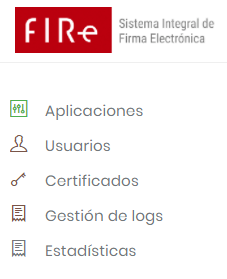 FIRe
Sistema Integral de
Firma Electrónica
Aplicaciones
Usuarios
Certificados
Gestión de logs
Estadísticas